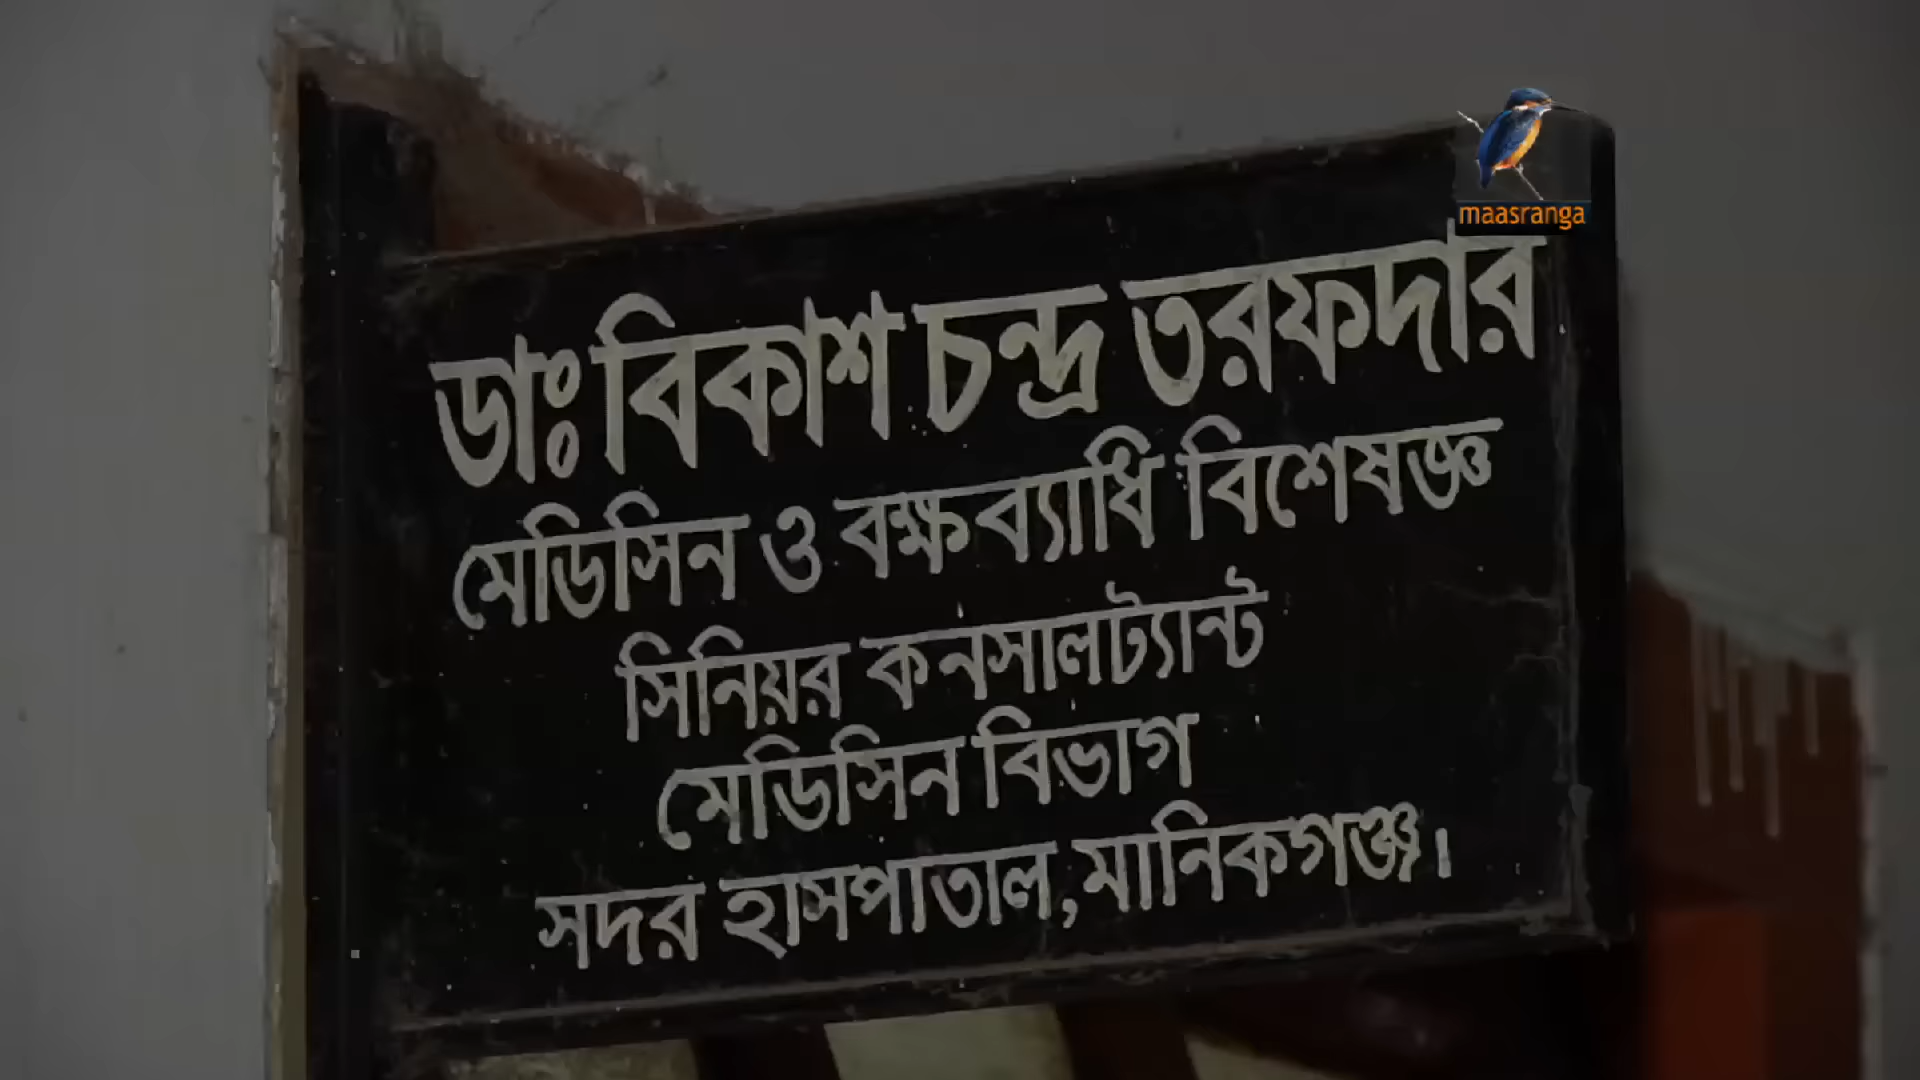 maasranga
ডাঃ বিকাশ চন্দ্র তরফদার
মেডিসিন ও বক্ষব্যাধি বিশেষজ্ঞ
সিনিয়র কনসালট্যান্ট
মেডিসিন বিভাগ
সদর হাসপাতাল, মানিকগঞ্জ।